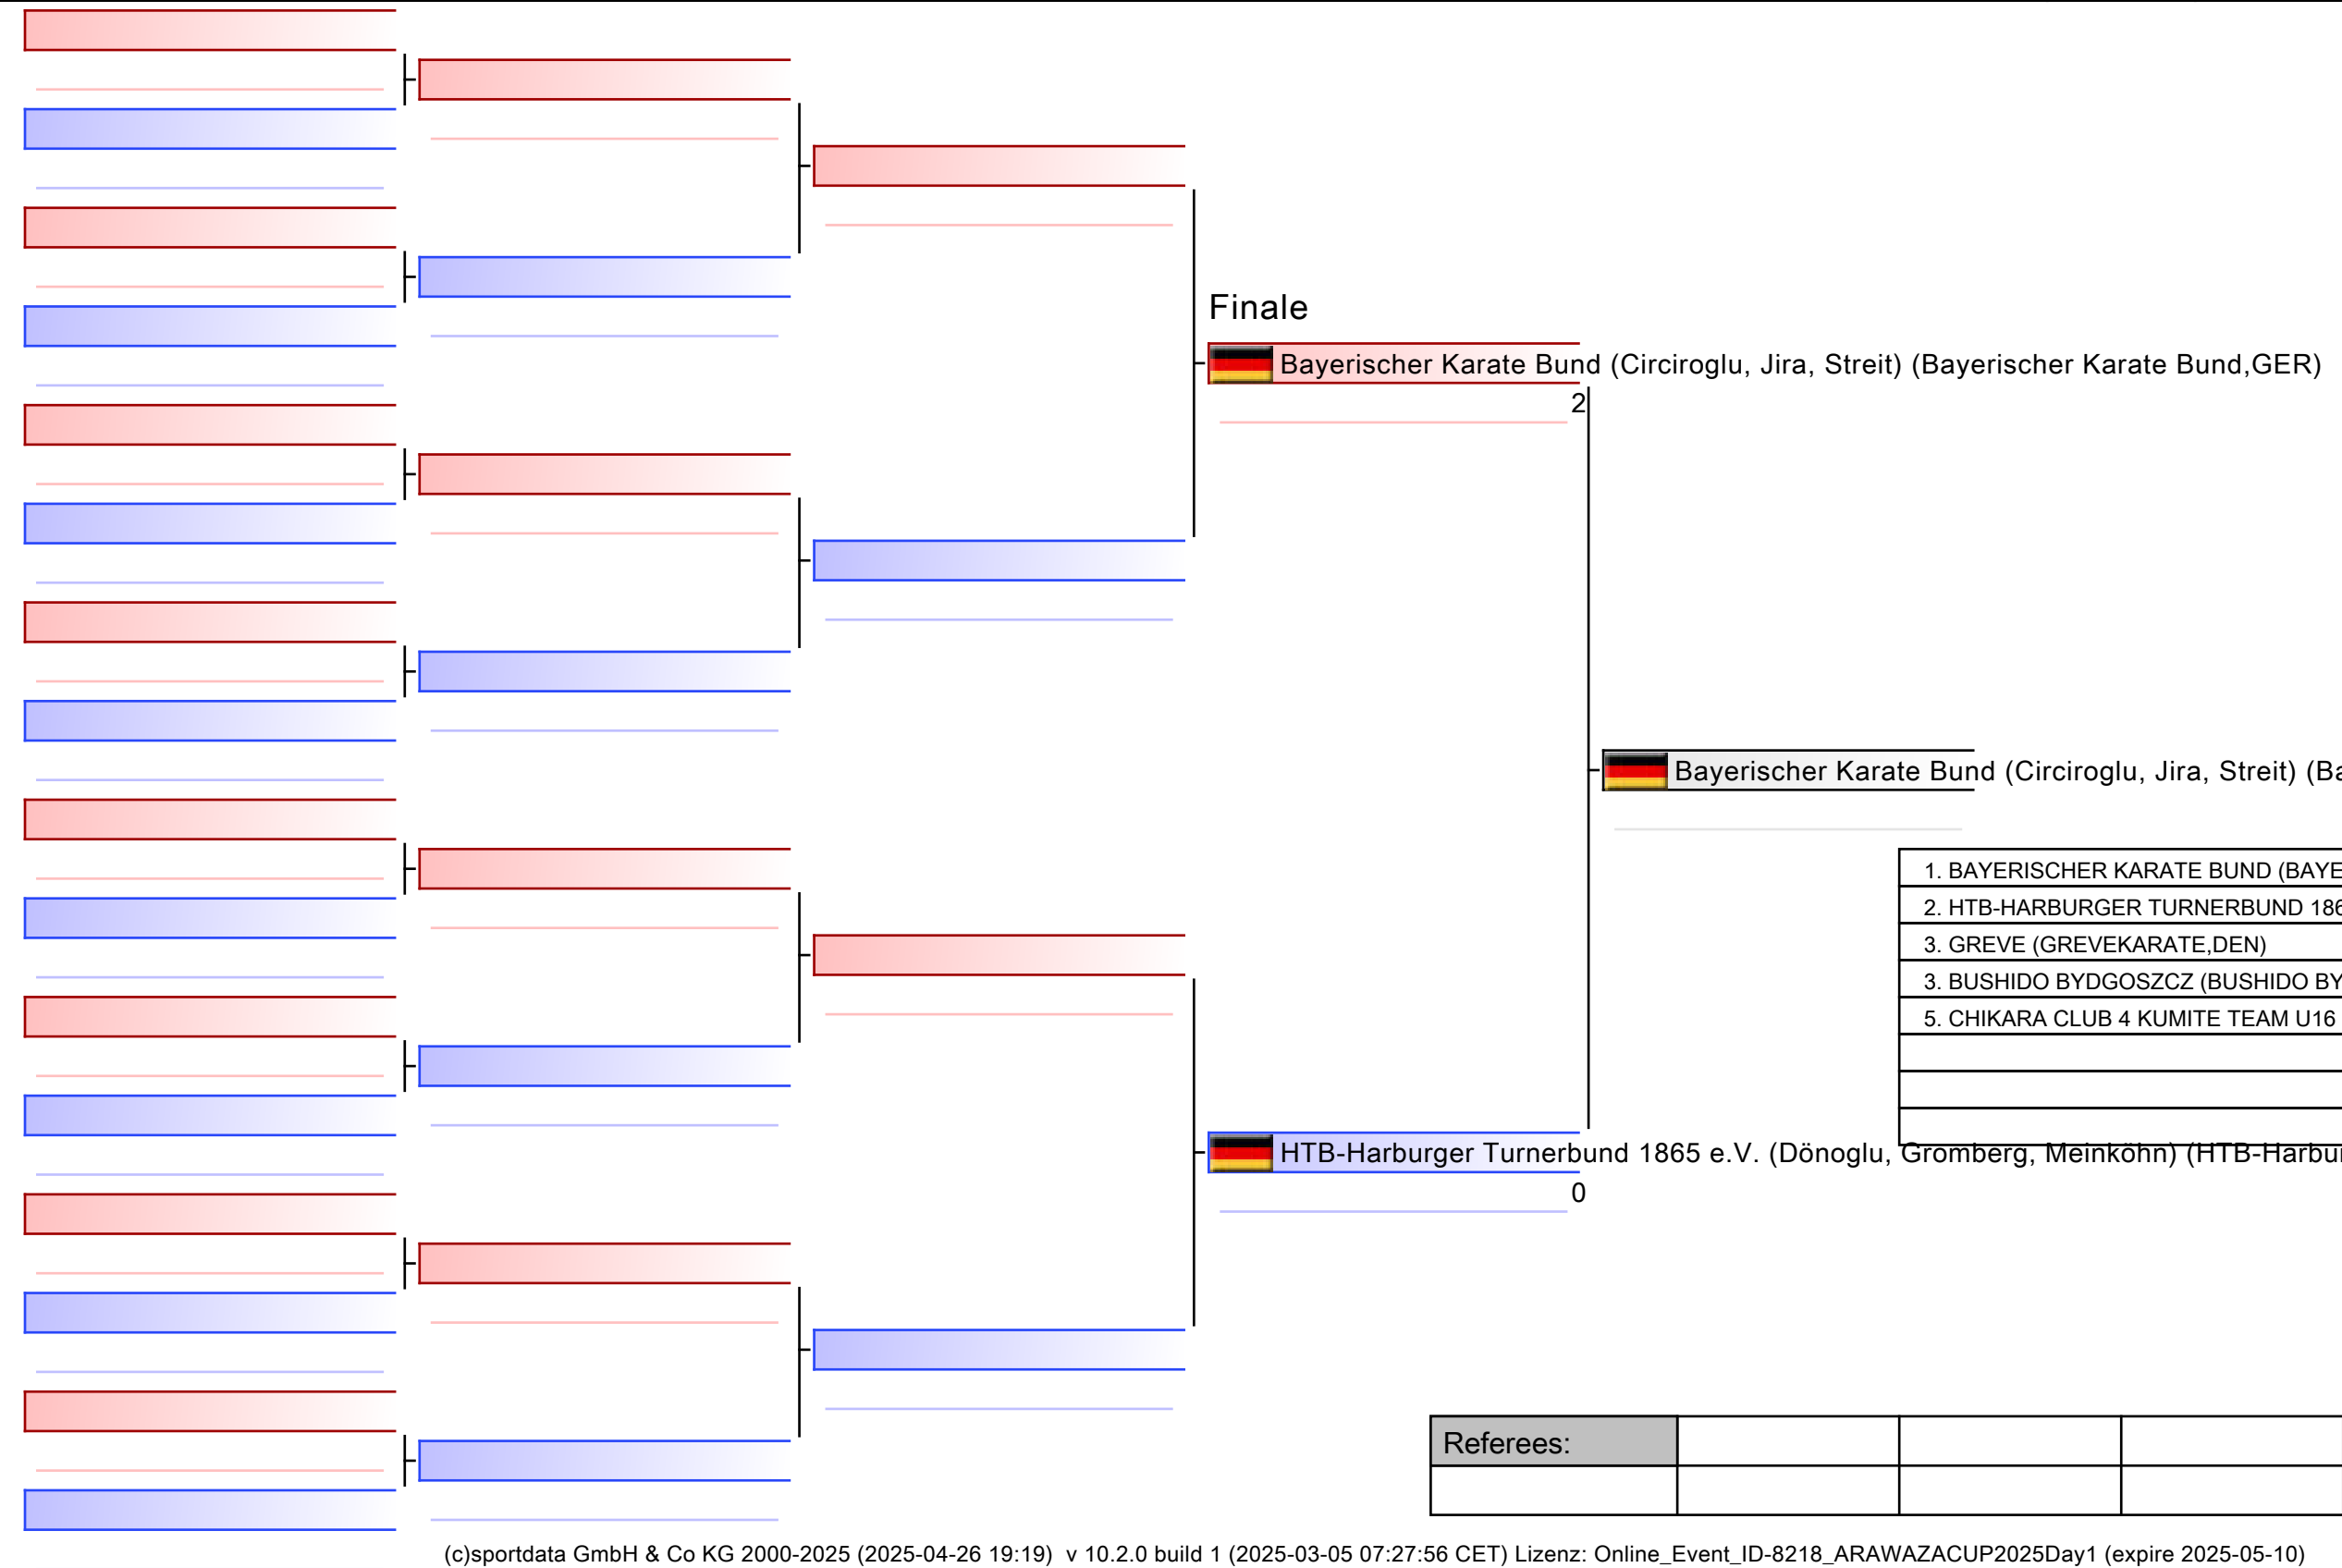 Finale
Bayerischer Karate Bund (Circiroglu, Jira, Streit) (Bayerischer Karate Bund,GER)
2
Bayerischer Karate Bund (Circiroglu, Jira, Streit) (Ba
1. BAYERISCHER KARATE BUND (BAYE
2. HTB-HARBURGER TURNERBUND 186
3. GREVE (GREVEKARATE,DEN)
3. BUSHIDO BYDGOSZCZ (BUSHIDO BY
5. CHIKARA CLUB 4 KUMITE TEAM U16
HTB-Harburger Turnerbund 1865 e.V. (Dönoglu, Gromberg, Meinköhn) (HTB-Harbur
0
Referees:
(c)sportdata GmbH & Co KG 2000-2025 (2025-04-26 19:19) v 10.2.0 build 1 (2025-03-05 07:27:56 CET) Lizenz: Online_Event_ID-8218_ARAWAZACUP2025Day1 (expire 2025-05-10)